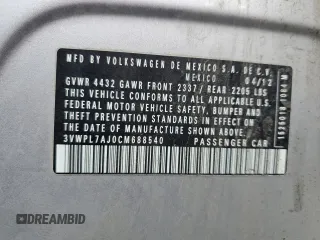 MFD BY VOLKSWAGEN DE MEXICO S.A. DE C.V.
MEXICO 04/12
GVWR 4432 GAWR FRONT 2337/ REAR 2205 LBS
THIS VEHICLE CONFORMS TO ALL APPLICABLE U.S.
FEDERAL MOTOR VEHICLE SAFETY, BUMPER AND
THEFT PREVENTION STANDARDS IN EFFECT ON THE
DATE OF MANUFACTURE SHOWN ABOVE.
3VWPL7AJ0CM688540 PASSENGER CAR
DREAMBID